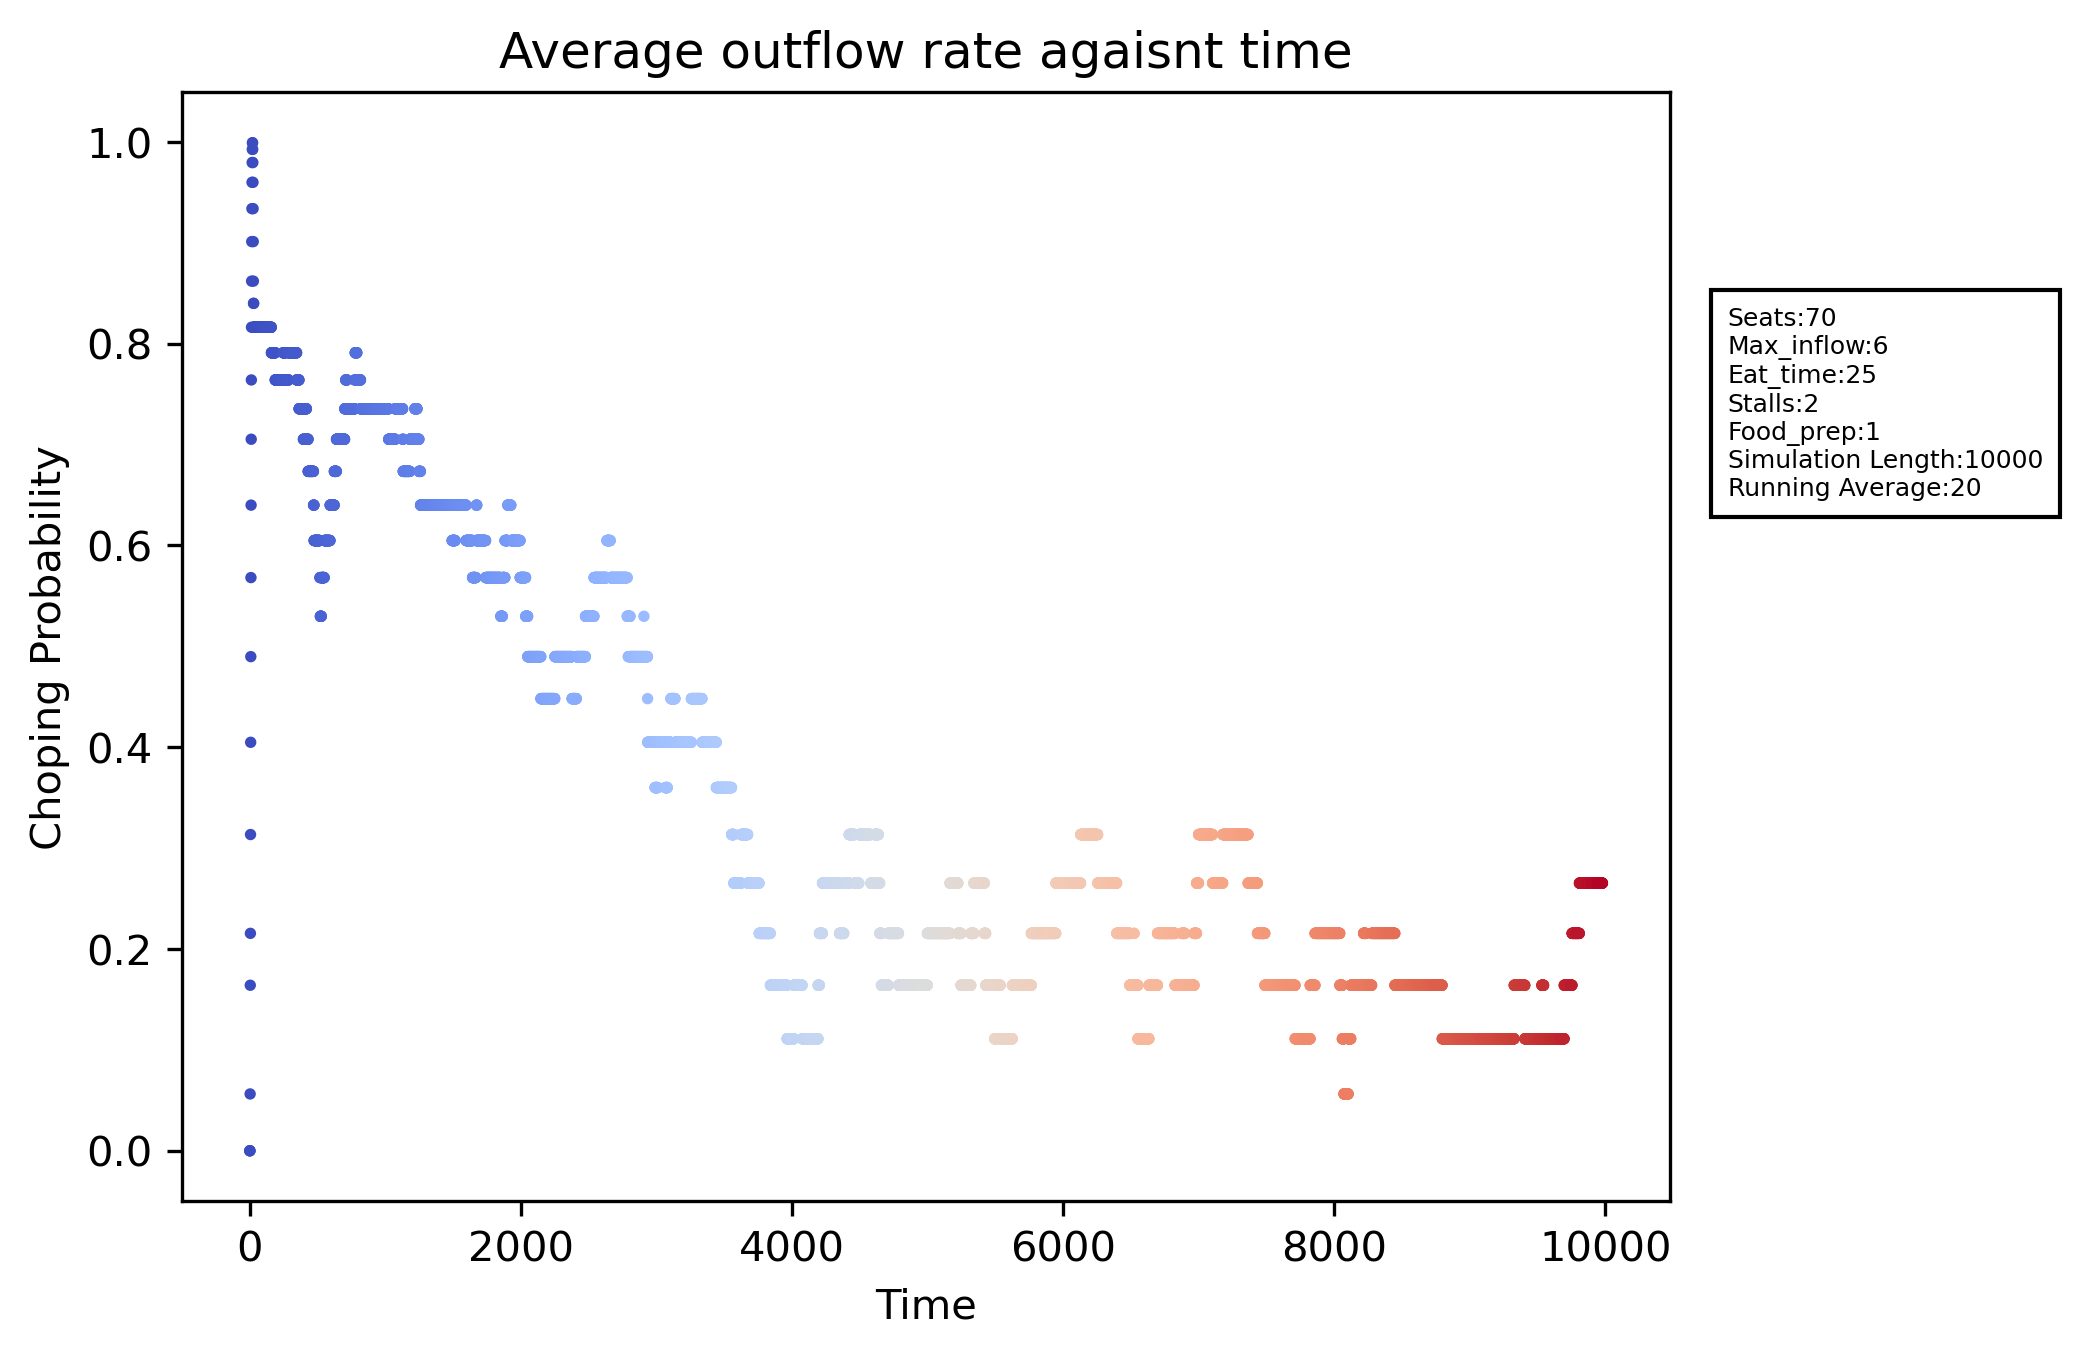 Average outflow rate agaisnt time
1.0
0.8
0.6
0.4
0.2
0.0
Choping Probability
0 2000 4000 6000 8000 10000
Time
Seats:70
Max_inflow:6
Eat_time:25
Stalls:2
Food_prep:1
Simulation Length:10000
Running Average:20